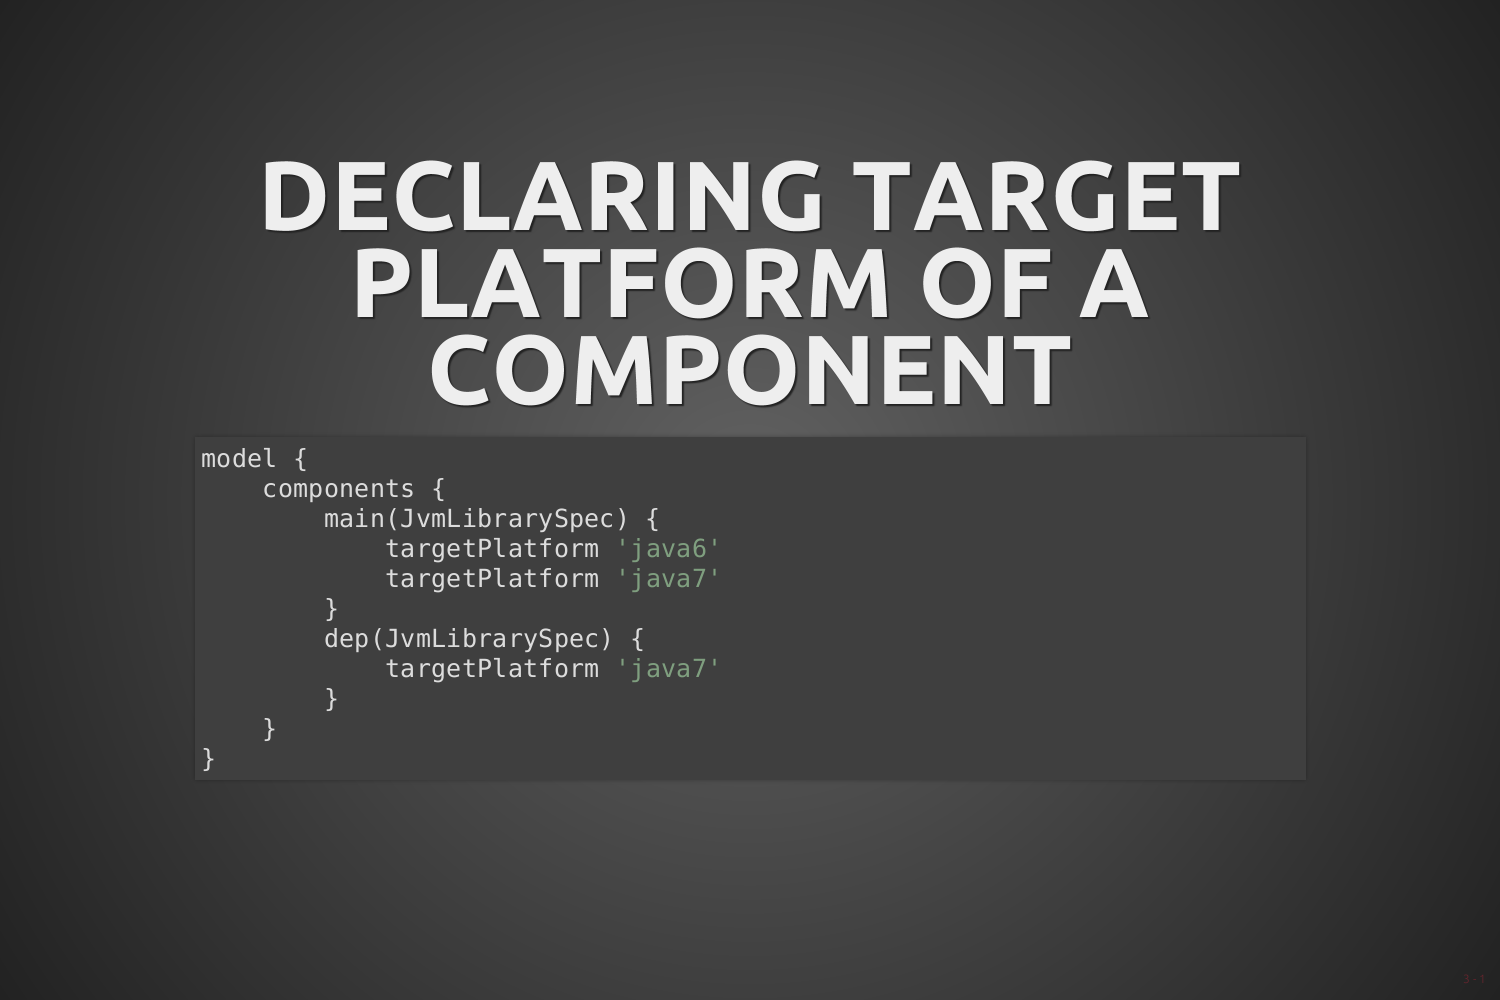 DECLARING TARGET
PLATFORM OF A
COMPONENT
model {
    components {
        main(JvmLibrarySpec) {
            targetPlatform 'java6'
            targetPlatform 'java7'
        }
        dep(JvmLibrarySpec) {
            targetPlatform 'java7'
        }
    }
}
3-1